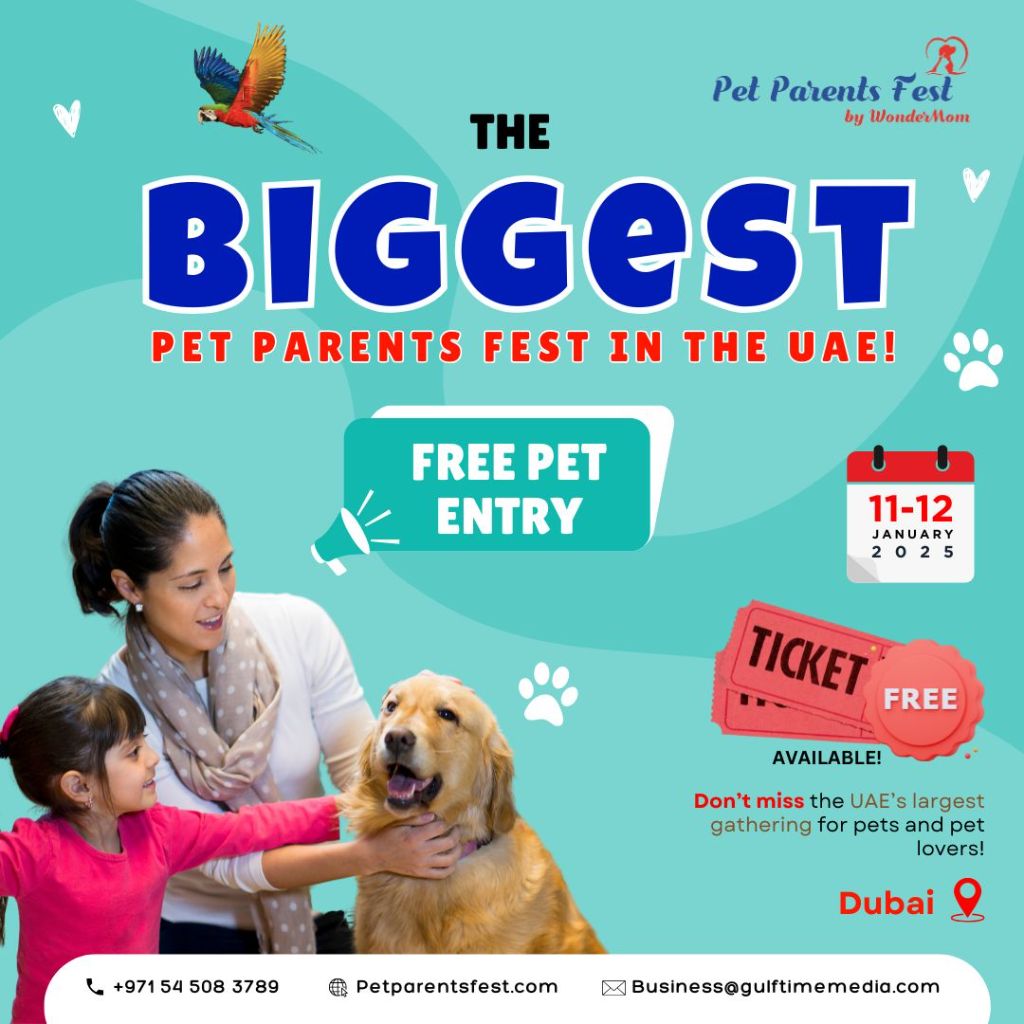 Pet Parents Fest
by WonderMom
THE
BIGGeST
PET PARENTS FEST IN THE UAE!
FREE PET
ENTRY
11-12
JANUARY
2025
TICKET
FREE
AVAILABLE!
Don't miss the UAE's largest
gathering for pets and pet
lovers!
Dubai
+971 54 508 3789
Petparentsfest.com
Business@gulftimemedia.com